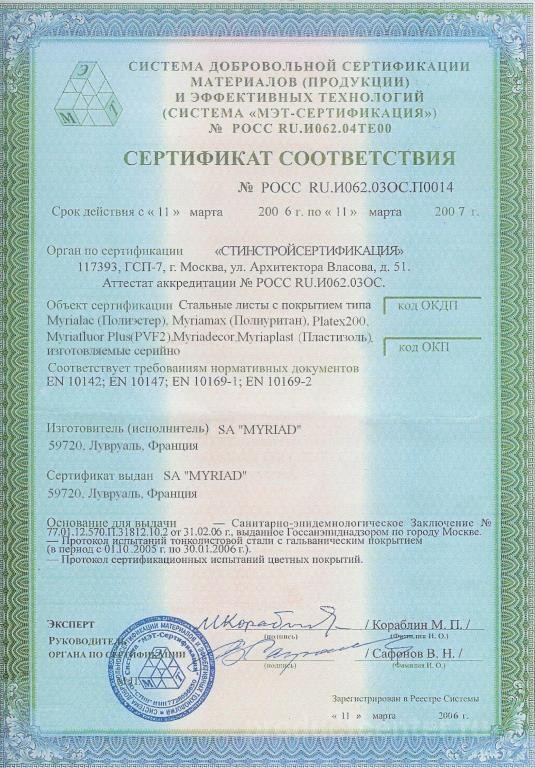 Э
М Т
СИСТЕМА ДОБРОВОЛЬНОЙ СЕРТИФИКАЦИИ
МАТЕРИАЛОВ (ПРОДУКЦИИ)
И ЭФФЕКТИВНЫХ ТЕХНОЛОГИЙ
(СИСТЕМА «МЭТ-СЕРТИФИКАЦИЯ»)
№ РОСС RU.И062.04ТЕ00
СЕРТИФИКАТ СООТВЕТСТВИЯ
№ РОСС RU.И062.03ОС.П0014
Срок действия с « 11 » марта 200 6 г. по « 11 » марта 200 7 г.
Орган по сертификации «СТИНСТРОЙСЕРТИФИКАЦИЯ»
117393, ГСП-7, г. Москва, ул. Архитектора Власова, д. 51.
Аттестат аккредитации № РОСС RU.И062.03ОС.
Объект сертификации Стальные листы с покрытием типа
код ОКДП
Myrialac (Полиэстер), Myriamax (Полиуритан), Platex200,
Myriafluor Plus(PVF2),Myriadecor,Myriaplast (Пластизоль),
код ОКП
изготовляемые серийно
Соответствует требованиям нормативных документов
EN 10142; EN 10147; EN 10169-1; EN 10169-2
Изготовитель (исполнитель) SA "MYRIAD"
59720, Лувруаль, Франция
Сертификат выдан SA "MYRIAD"
59720, Лувруаль, Франция
Основание для выдачи — Санитарно-эпидемнологическое Заключение №
77.01.12.570.П.31812.10.2 от 31.02.06 г., выданное Госсанэпиднадзором по городу Москве.
— Протокол испытаний тонколистовой стали с гальваническим покрытием
(в период с 01.10.2005 г. по 30.01.2006 г.).
— Протокол сертификационных испытаний цветных покрытий.
ЭКСПЕРТ / Кораблин М. П. /
(подпись) (Фамилия И. О.)
РУКОВОДИТЕЛЬ
ОРГАНА ПО СЕРТИФИКАЦИИ / Сафонов В. Н. /
(подпись) (Фамилия И. О.)
"МЭТ-Сертификация"
Зарегистрирован в Реестре Системы
« 11 » марта 2006 г.